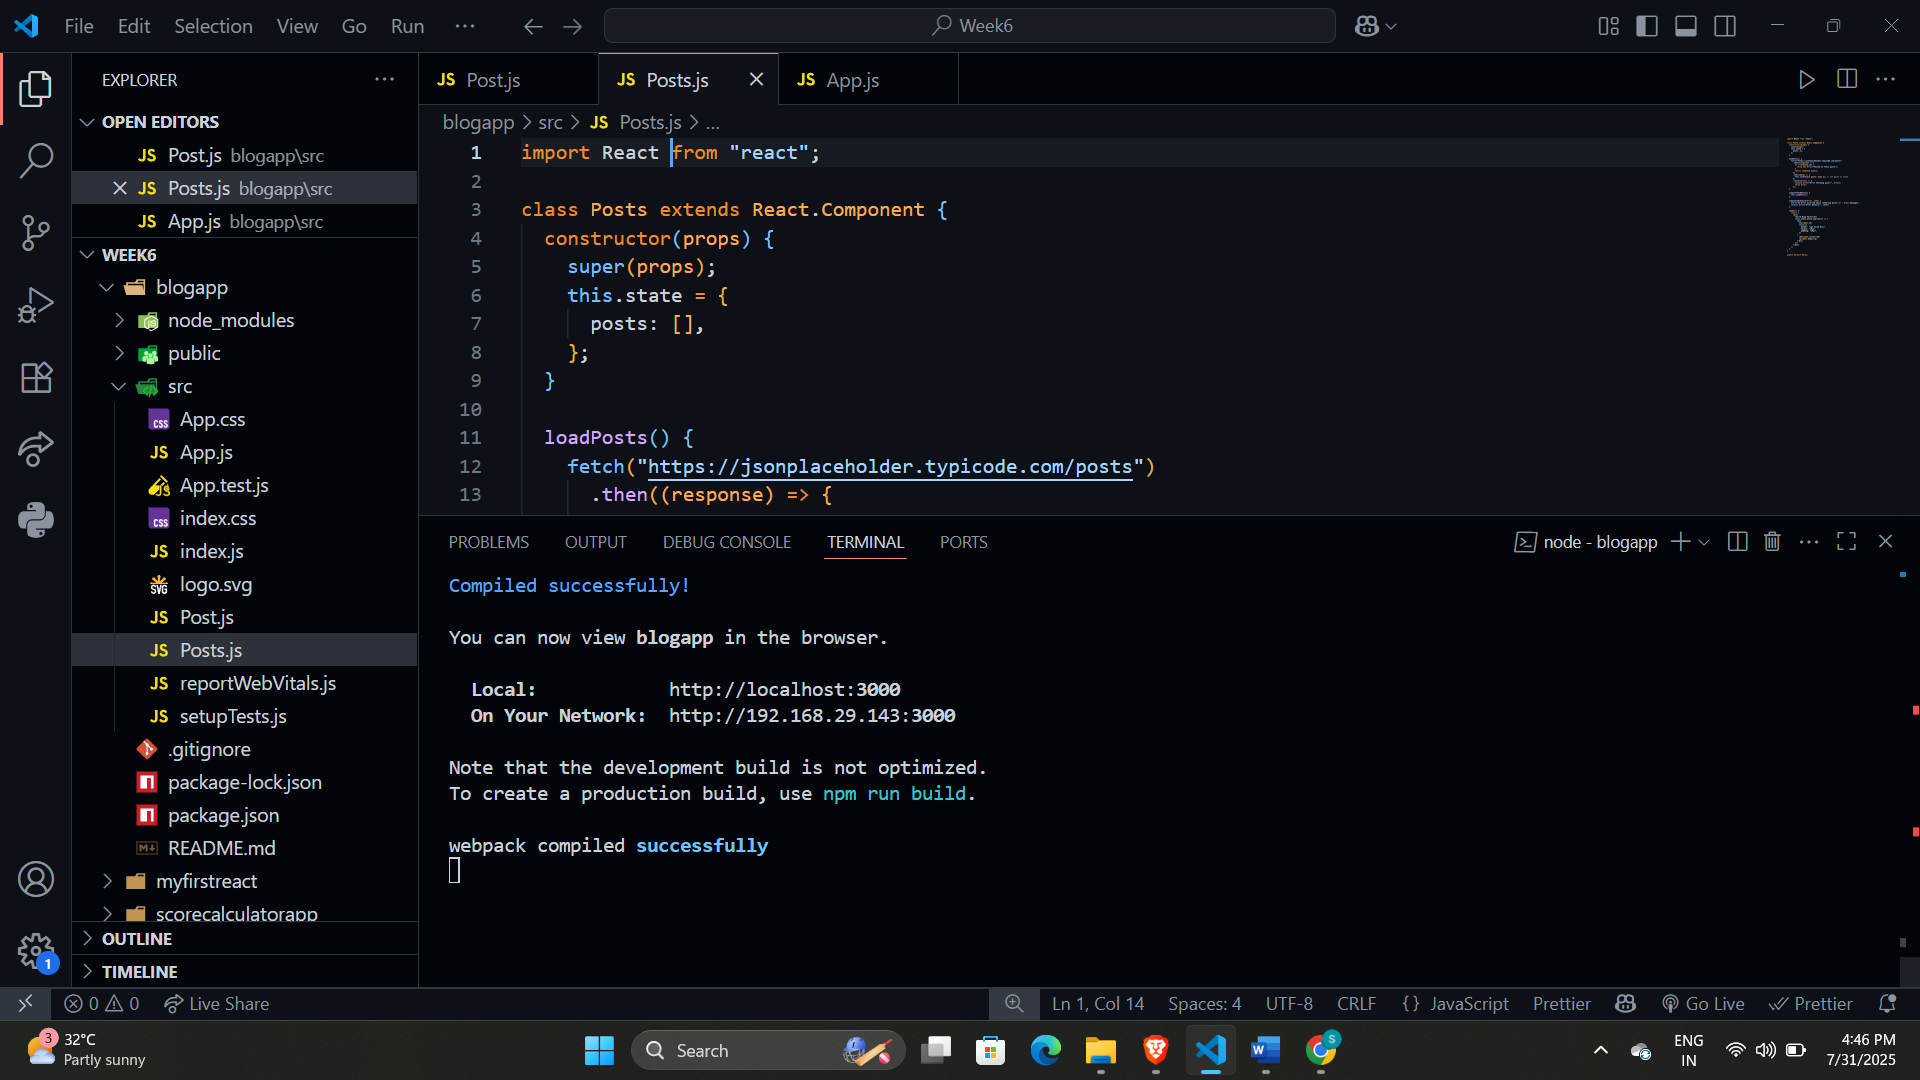 File Edit Selection View Go Run ···
Week6
EXPLORER
OPEN EDITORS
JS Post.js blogapp\src
JS Posts.js blogapp\src
JS App.js blogapp\src
WEEK6
blogapp
node_modules
public
src
css App.css
JS App.js
App.test.js
css index.css
JS index.js
SVG logo.svg
JS Post.js
JS Posts.js
JS reportWebVitals.js
JS setupTests.js
.gitignore
package-lock.json
package.json
README.md
myfirstreact
scorecalculatorapp
OUTLINE
TIMELINE
JS Post.js JS Posts.js JS App.js
blogapp > src > JS Posts.js > ...
1 import React from "react";
2
3 class Posts extends React.Component {
4 constructor(props) {
5 super(props);
6 this.state = {
7 posts: [],
8 };
9 }
10
11 loadPosts() {
12 fetch("https://jsonplaceholder.typicode.com/posts")
13 .then((response) => {
PROBLEMS OUTPUT DEBUG CONSOLE TERMINAL PORTS
node - blogapp
Compiled successfully!
You can now view blogapp in the browser.
Local: http://localhost:3000
On Your Network: http://192.168.29.143:3000
Note that the development build is not optimized.
To create a production build, use npm run build.
webpack compiled successfully
1
0 0 Live Share
Ln 1, Col 14 Spaces: 4 UTF-8 CRLF {} JavaScript Prettier Go Live Prettier
3 32°C
Partly sunny
Search
W
S
ENG
IN
4:46 PM
7/31/2025